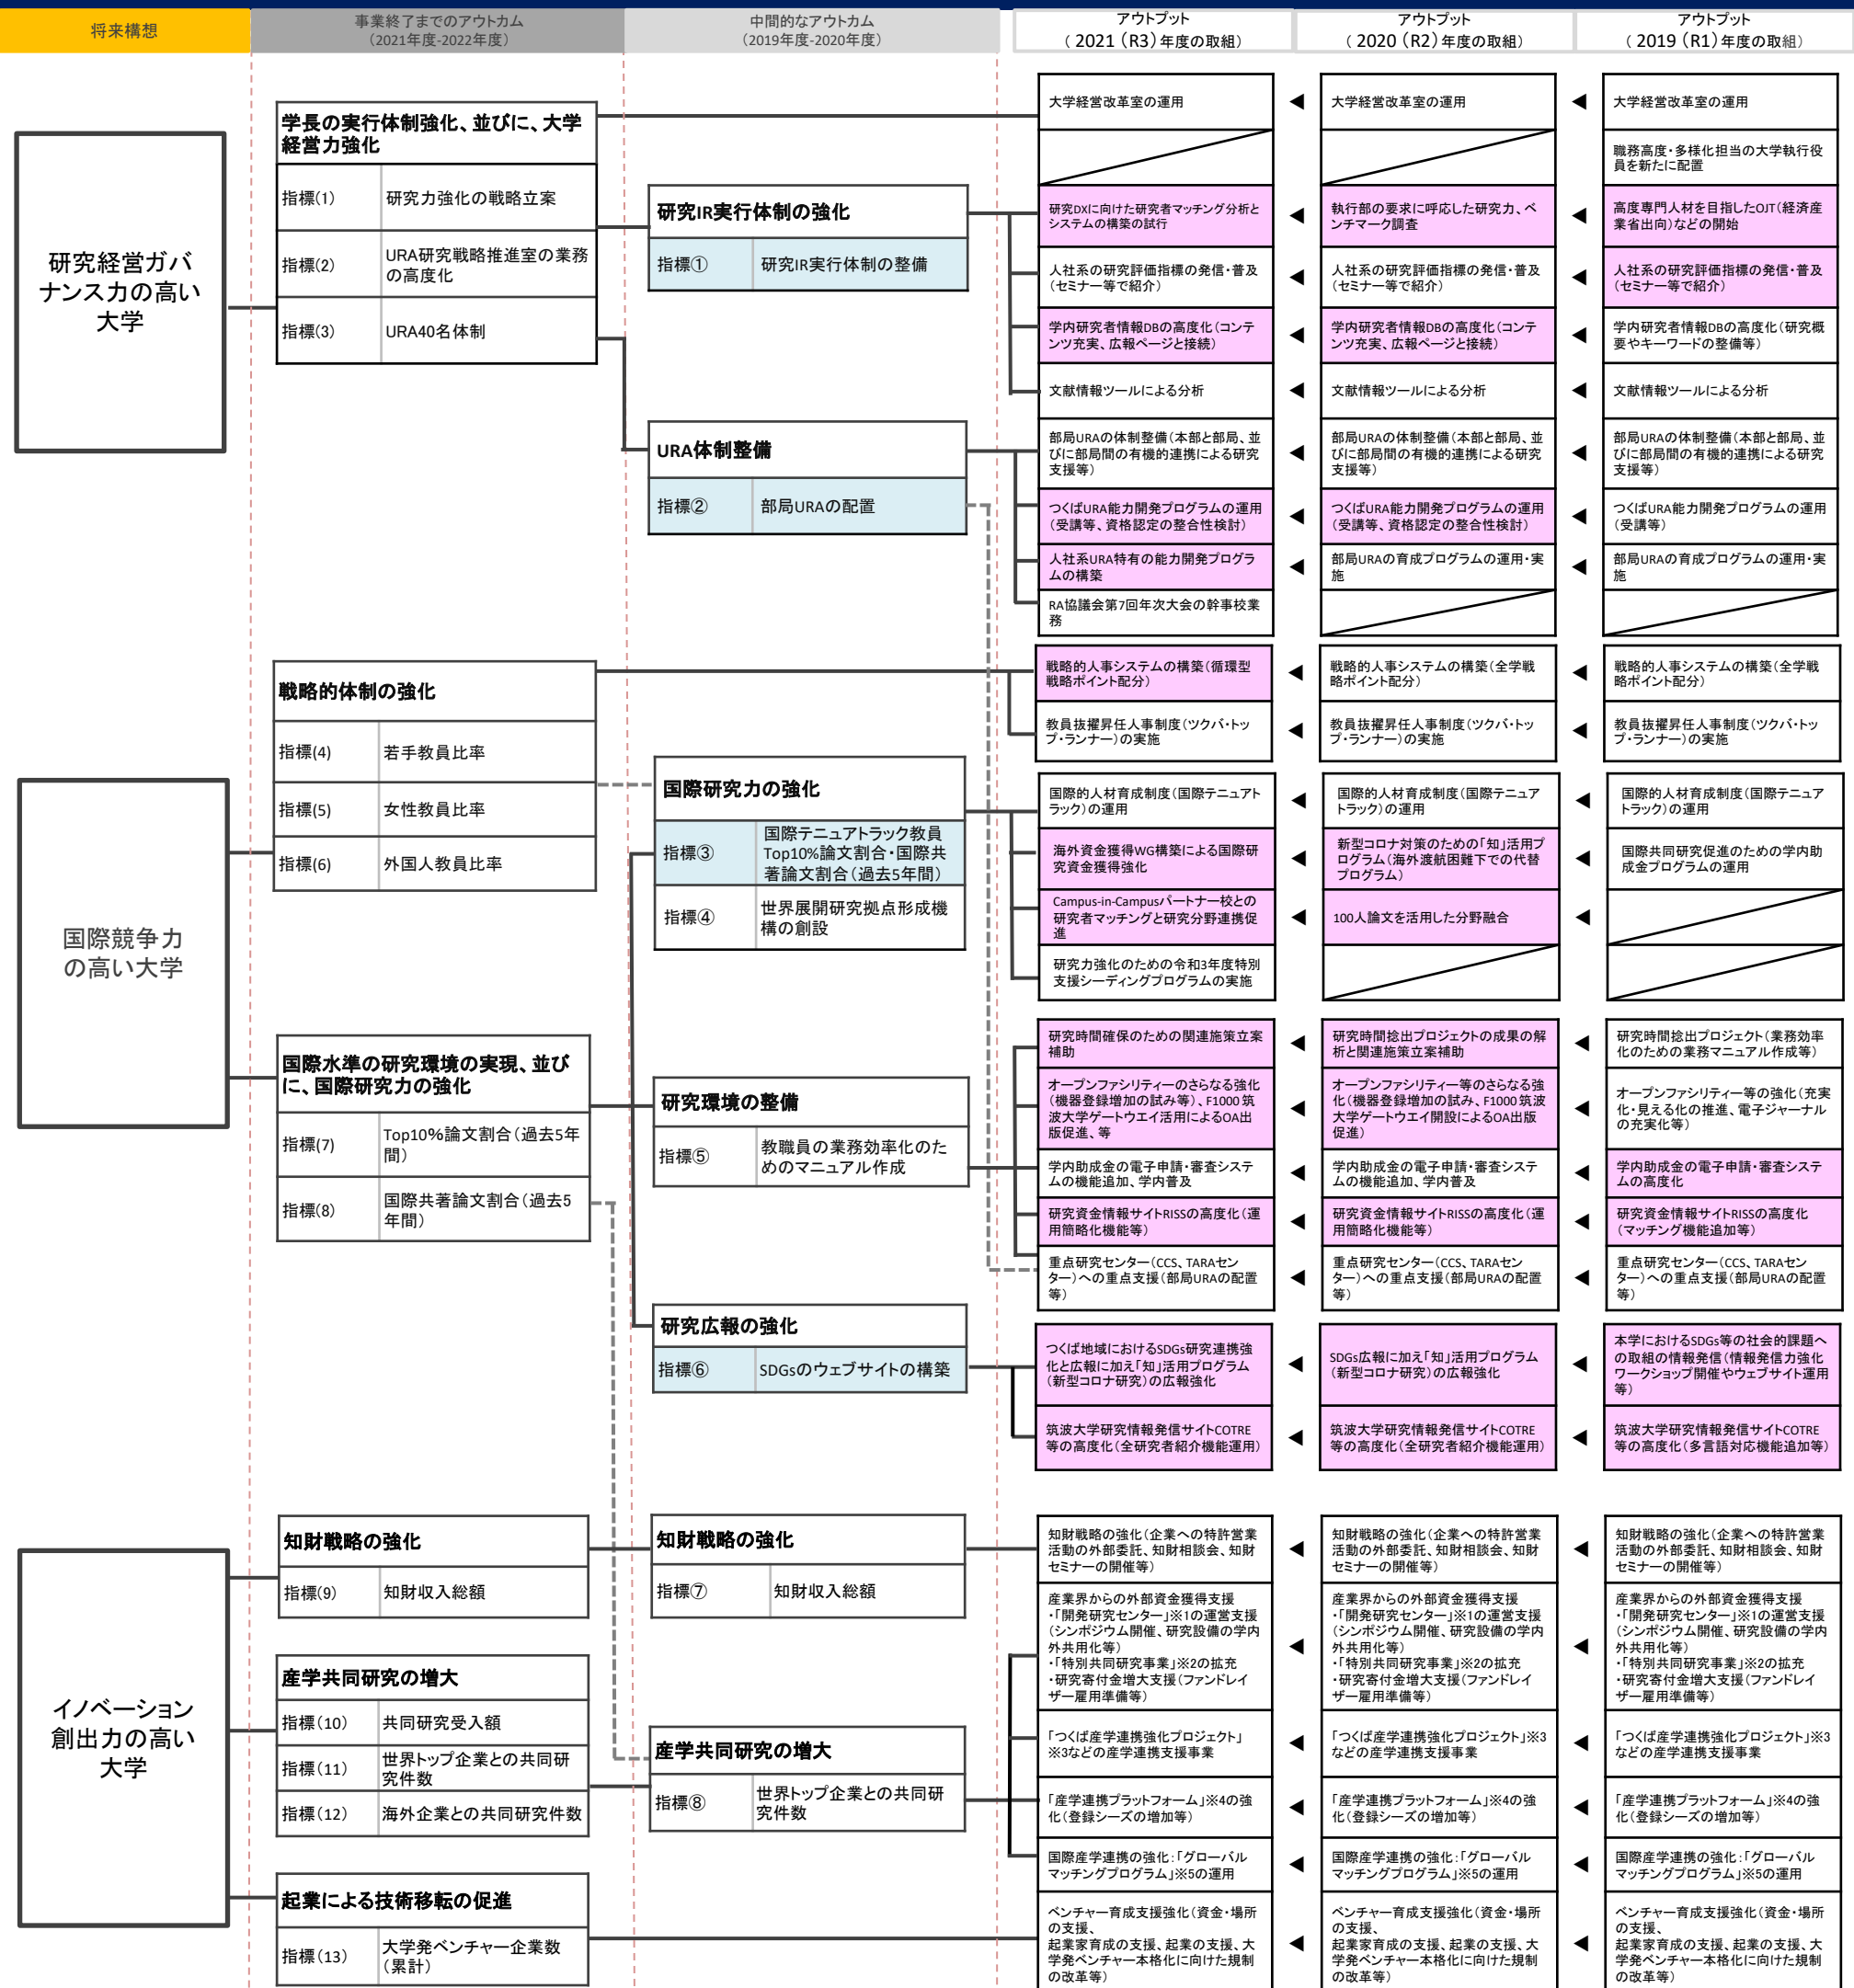 将来構想
事業終了までのアウトカム
（2021年度-2022年度）
中間的なアウトカム
（2019年度-2020年度）
アウトプット
（ 2021（R3）年度の取組）
アウトプット
（ 2020（R2）年度の取組）
アウトプット
（ 2019（R1）年度の取組）
研究経営ガバ
ナンス力の高い
大学
学長の実行体制強化、並びに、大学
経営力強化
指標(1)
研究力強化の戦略立案
指標(2)
URA研究戦略推進室の業務
の高度化
指標(3)
URA40名体制
研究IR実行体制の強化
指標①
研究IR実行体制の整備
URA体制整備
指標②
部局URAの配置
大学経営改革室の運用
◀
大学経営改革室の運用
◀
大学経営改革室の運用
職務高度・多様化担当の大学執行役
員を新たに配置
研究DXに向けた研究者マッチング分析と
システムの構築の試行
◀
執行部の要求に呼応した研究力、ベ
ンチマーク調査
◀
高度専門人材を目指したOJT（経済産
業省出向）などの開始
人社系の研究評価指標の発信・普及
（セミナー等で紹介）
◀
人社系の研究評価指標の発信・普及
（セミナー等で紹介）
◀
人社系の研究評価指標の発信・普及
（セミナー等で紹介）
学内研究者情報DBの高度化（コンテ
ンツ充実、広報ページと接続）
◀
学内研究者情報DBの高度化（コンテ
ンツ充実、広報ページと接続）
◀
学内研究者情報DBの高度化（研究概
要やキーワードの整備等）
文献情報ツールによる分析
◀
文献情報ツールによる分析
◀
文献情報ツールによる分析
部局URAの体制整備（本部と部局、並
びに部局間の有機的連携による研究
支援等）
◀
部局URAの体制整備（本部と部局、並
びに部局間の有機的連携による研究
支援等）
◀
部局URAの体制整備（本部と部局、並
びに部局間の有機的連携による研究
支援等）
つくばURA能力開発プログラムの運用
（受講等、資格認定の整合性検討）
◀
つくばURA能力開発プログラムの運用
（受講等、資格認定の整合性検討）
◀
つくばURA能力開発プログラムの運用
（受講等）
人社系URA特有の能力開発プログラ
ムの構築
◀
部局URAの育成プログラムの運用・実
施
◀
部局URAの育成プログラムの運用・実
施
RA協議会第7回年次大会の幹事校業
務
国際競争力
の高い大学
戦略的体制の強化
指標(4)
若手教員比率
指標(5)
女性教員比率
指標(6)
外国人教員比率
国際水準の研究環境の実現、並び
に、国際研究力の強化
指標(7)
Top10%論文割合（過去5年
間）
指標(8)
国際共著論文割合（過去5
年間）
国際研究力の強化
指標③
国際テニュアトラック教員
Top10%論文割合・国際共
著論文割合（過去5年間）
指標④
世界展開研究拠点形成機
構の創設
研究環境の整備
指標⑤
教職員の業務効率化のた
めのマニュアル作成
研究広報の強化
指標⑥
SDGsのウェブサイトの構築
戦略的人事システムの構築（循環型
戦略ポイント配分）
◀
戦略的人事システムの構築（全学戦
略ポイント配分）
◀
戦略的人事システムの構築（全学戦
略ポイント配分）
教員抜擢昇任人事制度（ツクバ・トッ
プ・ランナー）の実施
◀
教員抜擢昇任人事制度（ツクバ・トッ
プ・ランナー）の実施
◀
教員抜擢昇任人事制度（ツクバ・トッ
プ・ランナー）の実施
国際的人材育成制度（国際テニュアト
ラック）の運用
◀
国際的人材育成制度（国際テニュア
トラック）の運用
◀
国際的人材育成制度（国際テニュア
トラック）の運用
海外資金獲得WG構築による国際研
究資金獲得強化
◀
新型コロナ対策のための「知」活用プ
ログラム（海外渡航困難下での代替
プログラム）
◀
国際共同研究促進のための学内助
成金プログラムの運用
Campus-in-Campusパートナー校との
研究者マッチングと研究分野連携促
進
◀
100人論文を活用した分野融合
◀
研究力強化のための令和3年度特別
支援シーディングプログラムの実施
研究時間確保のための関連施策立案
補助
◀
研究時間捻出プロジェクトの成果の解
析と関連施策立案補助
◀
研究時間捻出プロジェクト（業務効率
化のための業務マニュアル作成等）
オープンファシリティーのさらなる強化
（機器登録増加の試み等）、F1000 筑
波大学ゲートウエイ活用によるOA出
版促進、等
◀
オープンファシリティー等のさらなる強
化（機器登録増加の試み、F1000 筑波
大学ゲートウエイ開設によるOA出版
促進）
◀
オープンファシリティー等の強化（充実
化・見える化の推進、電子ジャーナル
の充実化等）
学内助成金の電子申請・審査システ
ムの機能追加、学内普及
◀
学内助成金の電子申請・審査システ
ムの機能追加、学内普及
◀
学内助成金の電子申請・審査システ
ムの高度化
研究資金情報サイトRISSの高度化（運
用簡略化機能等）
◀
研究資金情報サイトRISSの高度化（運
用簡略化機能等）
◀
研究資金情報サイトRISSの高度化
（マッチング機能追加等）
重点研究センター（CCS、TARAセン
ター）への重点支援（部局URAの配置
等）
◀
重点研究センター（CCS、TARAセン
ター）への重点支援（部局URAの配置
等）
◀
重点研究センター（CCS、TARAセン
ター）への重点支援（部局URAの配置
等）
つくば地域におけるSDGs研究連携強
化と広報に加え「知」活用プログラム
（新型コロナ研究）の広報強化
◀
SDGs広報に加え「知」活用プログラム
（新型コロナ研究）の広報強化
◀
本学におけるSDGs等の社会的課題へ
の取組の情報発信（情報発信力強化
ワークショップ開催やウェブサイト運用
等）
筑波大学研究情報発信サイトCOTRE
等の高度化（全研究者紹介機能運用）
◀
筑波大学研究情報発信サイトCOTRE
等の高度化（全研究者紹介機能運用）
◀
筑波大学研究情報発信サイトCOTRE
等の高度化（多言語対応機能追加等）
イノベーション
創出力の高い
大学
知財戦略の強化
指標(9)
知財収入総額
産学共同研究の増大
指標（10）
共同研究受入額
指標（11）
世界トップ企業との共同研
究件数
指標（12）
海外企業との共同研究件数
起業による技術移転の促進
指標（13）
大学発ベンチャー企業数
（累計）
知財戦略の強化
指標⑦
知財収入総額
産学共同研究の増大
指標⑧
世界トップ企業との共同研
究件数
知財戦略の強化（企業への特許営業
活動の外部委託、知財相談会、知財
セミナーの開催等）
◀
知財戦略の強化（企業への特許営業
活動の外部委託、知財相談会、知財
セミナーの開催等）
◀
知財戦略の強化（企業への特許営業
活動の外部委託、知財相談会、知財
セミナーの開催等）
産業界からの外部資金獲得支援
・「開発研究センター」※1の運営支援
（シンポジウム開催、研究設備の学内
外共用化等）
・「特別共同研究事業」※2の拡充
・研究寄付金増大支援（ファンドレイ
ザー雇用準備等）
◀
産業界からの外部資金獲得支援
・「開発研究センター」※1の運営支援
（シンポジウム開催、研究設備の学内
外共用化等）
・「特別共同研究事業」※2の拡充
・研究寄付金増大支援（ファンドレイ
ザー雇用準備等）
◀
産業界からの外部資金獲得支援
・「開発研究センター」※1の運営支援
（シンポジウム開催、研究設備の学内
外共用化等）
・「特別共同研究事業」※2の拡充
・研究寄付金増大支援（ファンドレイ
ザー雇用準備等）
「つくば産学連携強化プロジェクト」
※3などの産学連携支援事業
◀
「つくば産学連携強化プロジェクト」※3
などの産学連携支援事業
◀
「つくば産学連携強化プロジェクト」※3
などの産学連携支援事業
「産学連携プラットフォーム」※4の強
化（登録シーズの増加等）
◀
「産学連携プラットフォーム」※4の強
化（登録シーズの増加等）
◀
「産学連携プラットフォーム」※4の強
化（登録シーズの増加等）
国際産学連携の強化：「グローバル
マッチングプログラム」※5の運用
◀
国際産学連携の強化：「グローバル
マッチングプログラム」※5の運用
◀
国際産学連携の強化：「グローバル
マッチングプログラム」※5の運用
ベンチャー育成支援強化（資金・場所
の支援、
起業家育成の支援、起業の支援、大
学発ベンチャー本格化に向けた規制
の改革等）
◀
ベンチャー育成支援強化（資金・場所
の支援、
起業家育成の支援、起業の支援、大
学発ベンチャー本格化に向けた規制
の改革等）
◀
ベンチャー育成支援強化（資金・場所
の支援、
起業家育成の支援、起業の支援、大
学発ベンチャー本格化に向けた規制
の改革等）